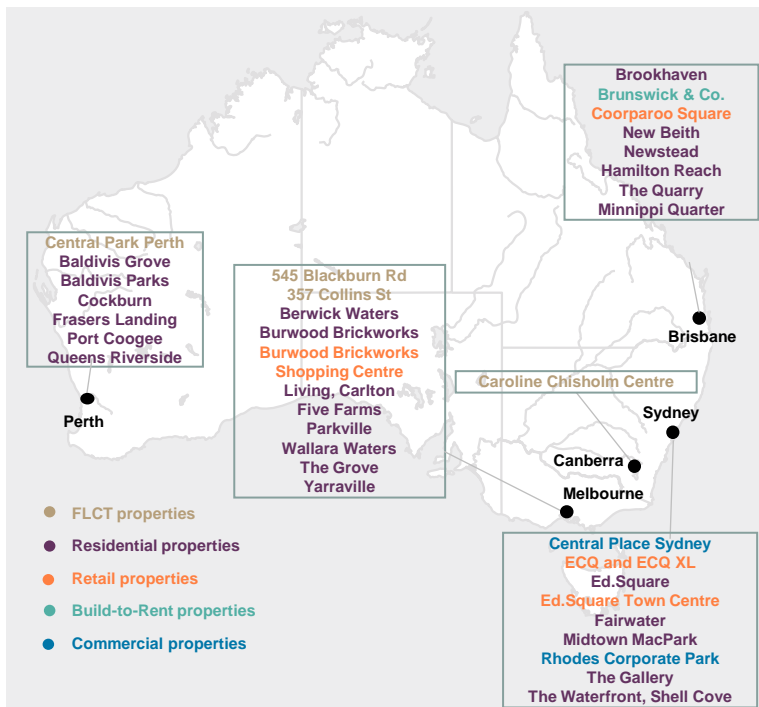 Brookhaven
Brunswick & Co.
Coorparoo Square
New Beith
Newstead
Hamilton Reach
The Quarry
Minnippi Quarter
Central Park Perth
Baldivis Grove
Baldivis Parks
Cockburn
Frasers Landing
Port Coogee
Queens Riverside
545 Blackburn Rd
357 Collins St
Berwick Waters
Burwood Brickworks
Burwood Brickworks
Shopping Centre
Living, Carlton
Five Farms
Parkville
Wallara Waters
The Grove
Yarraville
Brisbane
Caroline Chisholm Centre
Sydney
Perth
Canberra
Melbourne
FLCT properties
Residential properties
Retail properties
Build-to-Rent properties
Commercial properties
Central Place Sydney
ECQ and ECQ XL
Ed.Square
Ed.Square Town Centre
Fairwater
Midtown MacPark
Rhodes Corporate Park
The Gallery
The Waterfront, Shell Cove